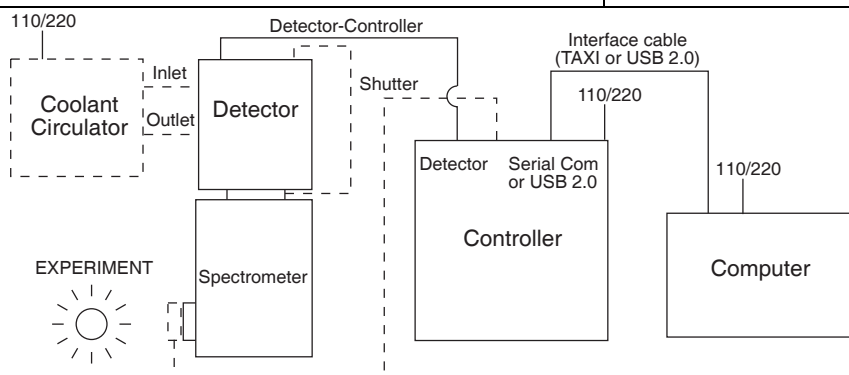 110/220
Detector-Controller
Inlet
Outlet
Coolant
Circulator
Detector
Shutter
Interface cable
(TAXI or USB 2.0)
110/220
Detector
Serial Com
or USB 2.0
110/220
Controller
Computer
EXPERIMENT
Spectrometer